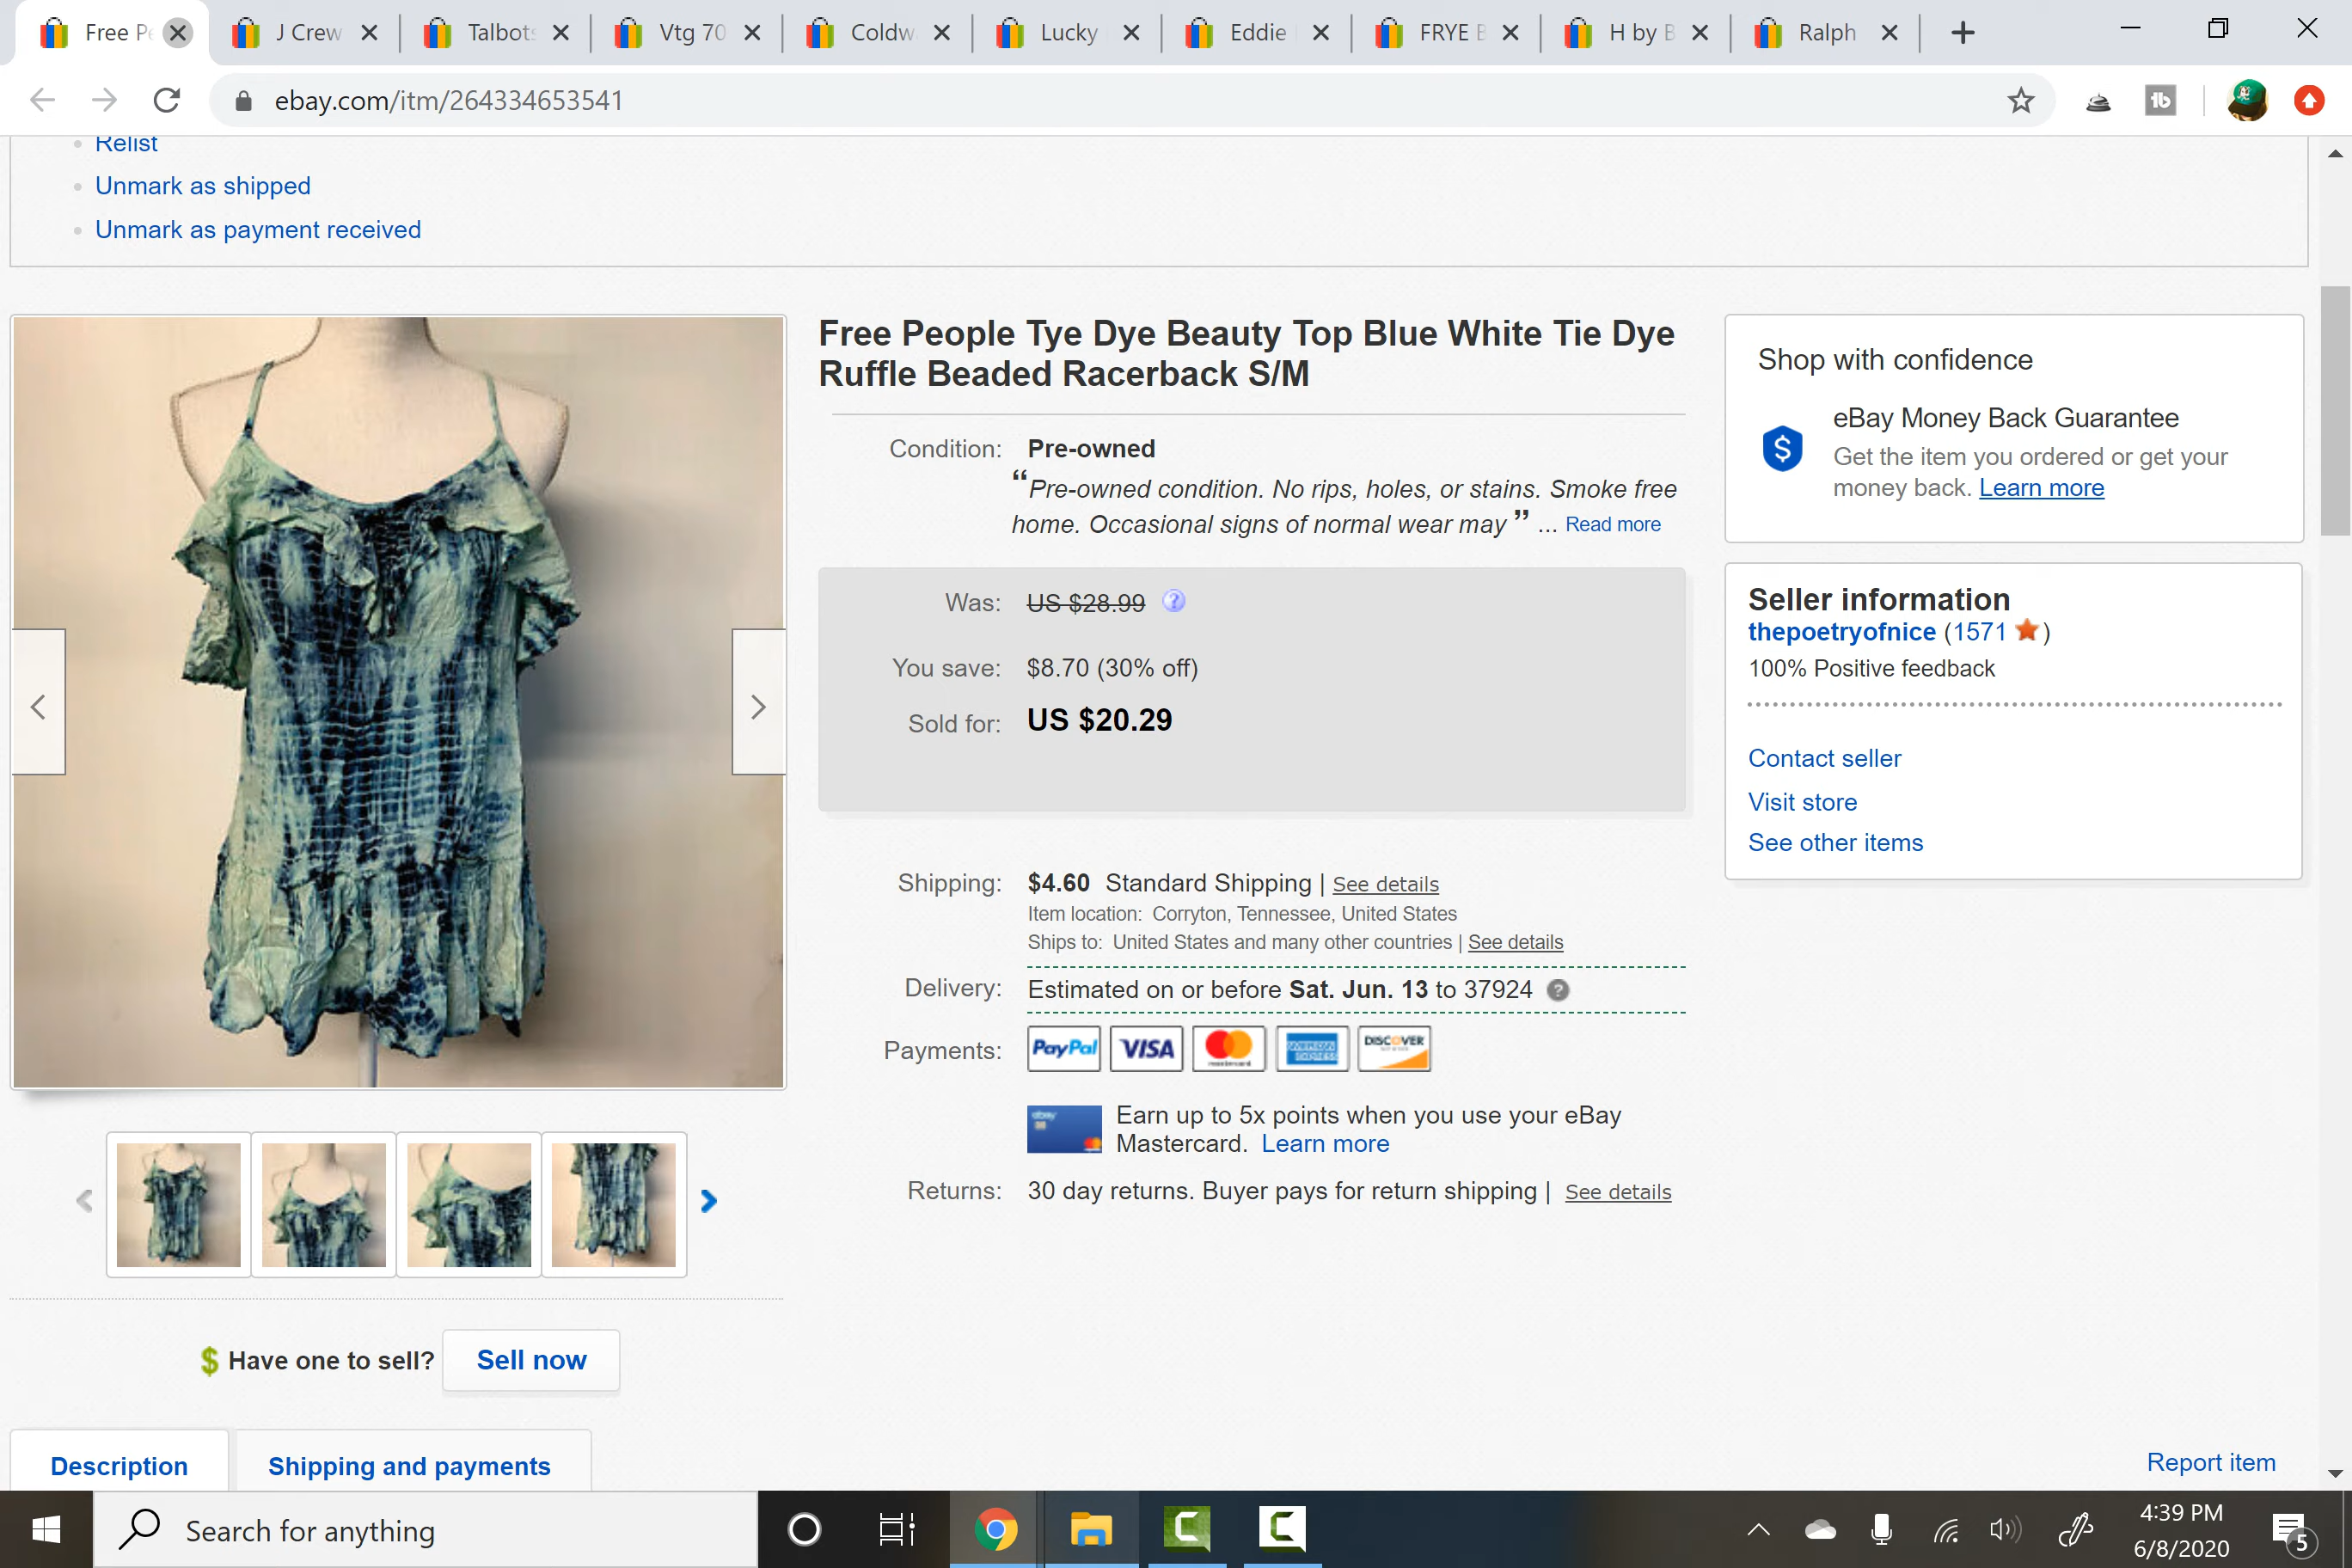 Free Pe
J Crew
Talbots
Vtg 70
Coldw
Lucky
Eddie
FRYE B
H by B
Ralph
ebay.com/itm/264334653541
tb
Relist
Unmark as shipped
Unmark as payment received
Free People Tye Dye Beauty Top Blue White Tie Dye
Ruffle Beaded Racerback S/M
Condition: Pre-owned
“Pre-owned condition. No rips, holes, or stains. Smoke free
home. Occasional signs of normal wear may ” ... Read more
Was: US $28.99 ?
You save: $8.70 (30% off)
Sold for: US $20.29
Shipping: $4.60 Standard Shipping | See details
Item location: Corryton, Tennessee, United States
Ships to: United States and many other countries | See details
Delivery: Estimated on or before Sat. Jun. 13 to 37924 ?
Payments: PayPal VISA mastercard AMERICAN EXPRESS DISCOVER
ebay
Earn up to 5x points when you use your eBay
Mastercard. Learn more
Returns: 30 day returns. Buyer pays for return shipping | See details
Shop with confidence
$
eBay Money Back Guarantee
Get the item you ordered or get your
money back. Learn more
Seller information
thepoetryofnice (1571 )
100% Positive feedback
Contact seller
Visit store
See other items
$ Have one to sell? Sell now
Description
Shipping and payments
Report item
Search for anything
C
C
4:39 PM
6/8/2020
5